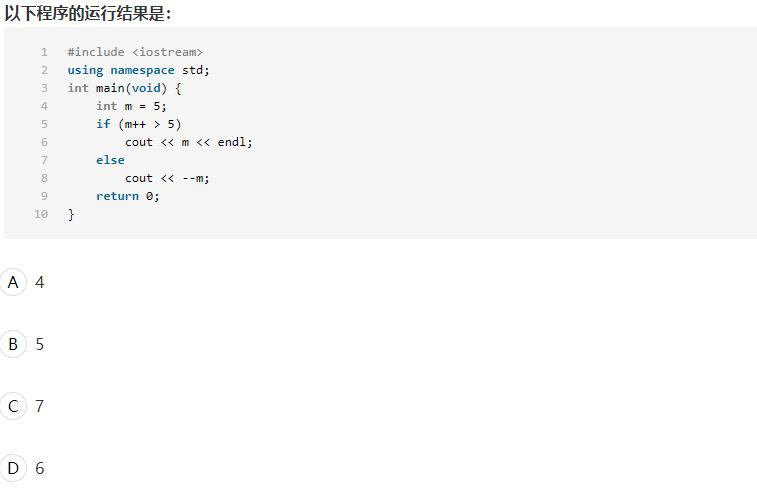 以下程序的运行结果是：
1 #include <iostream>
2 using namespace std;
3 int main(void) {
4     int m = 5;
5     if (m++ > 5)
6         cout << m << endl;
7     else
8         cout << --m;
9     return 0;
10 }
A 4
B 5
C 7
D 6